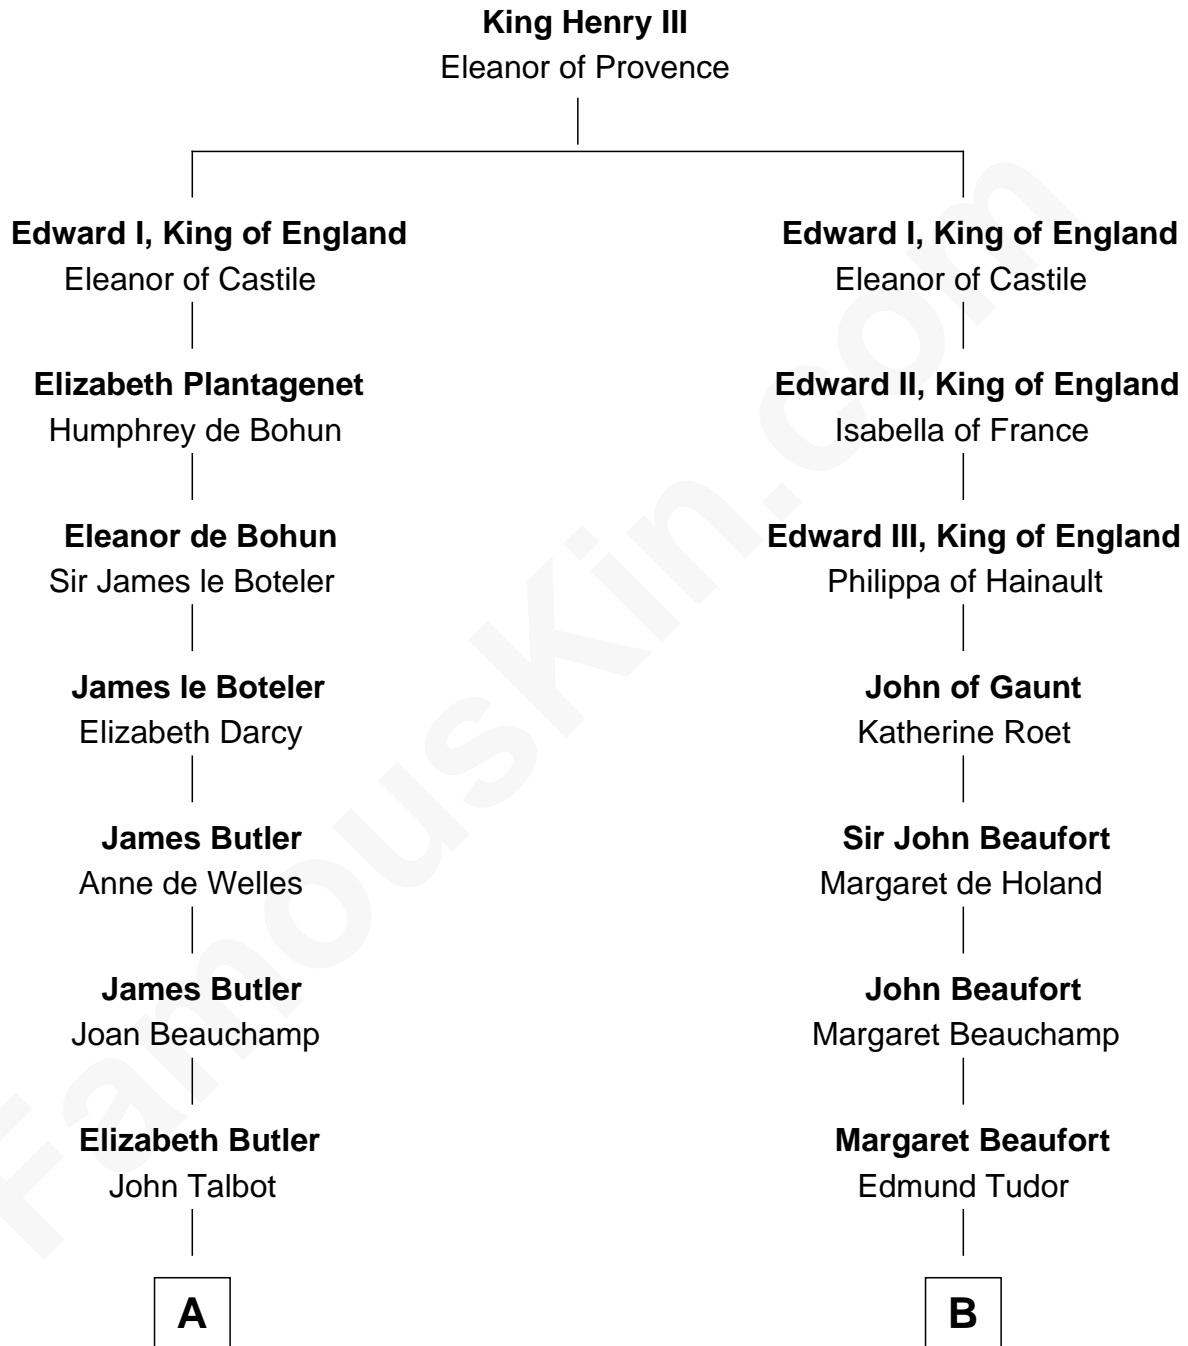 King Henry III
Eleanor of Provence
Edward I, King of England
Eleanor of Castile
Edward I, King of England
Eleanor of Castile
Elizabeth Plantagenet
Humphrey de Bohun
Edward II, King of England
Isabella of France
Eleanor de Bohun
Sir James le Boteler
Edward III, King of England
Philippa of Hainault
James le Boteler
Elizabeth Darcy
John of Gaunt
Katherine Roet
James Butler
Anne de Welles
Sir John Beaufort
Margaret de Holand
James Butler
Joan Beauchamp
John Beaufort
Margaret Beauchamp
Elizabeth Butler
John Talbot
Margaret Beaufort
Edmund Tudor
A
B
FamousKin.com